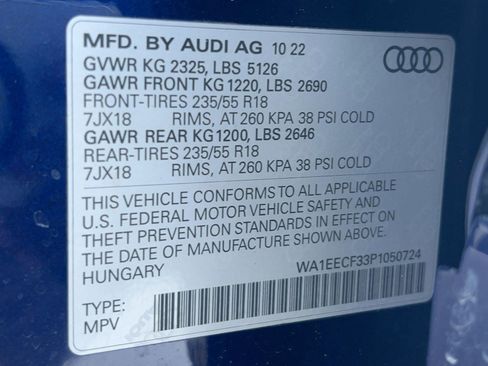 MFD. BY AUDI AG 10 22
GVWR KG 2325, LBS 5126
GAWR FRONT KG 1220, LBS 2690
FRONT-TIRES 235/55 R18
7JX18 RIMS, AT 260 KPA 38 PSI COLD
GAWR REAR KG 1200, LBS 2646
REAR-TIRES 235/55 R18
7JX18 RIMS, AT 260 KPA 38 PSI COLD
THIS VEHICLE CONFORMS TO ALL APPLICABLE
U.S. FEDERAL MOTOR VEHICLE SAFETY AND
THEFT PREVENTION STANDARDS IN EFFECT ON
THE DATE OF MANUFACTURE SHOWN ABOVE.
HUNGARY
WA1EECF33P1050724
TYPE:
MPV